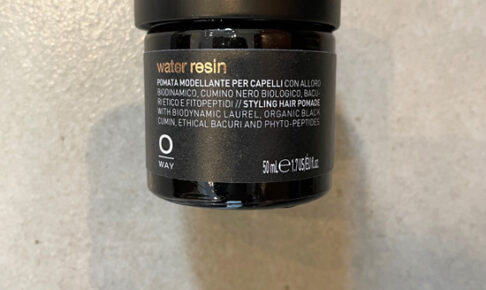 water resin
POMATA MODELLANTE PER CAPELLI CON ALLORO
BIODINAMICO, CUMINO NERO BIOLOGICO, BACU-
RI ETICO E FITOPEPTIDI // STYLING HAIR POMADE
WITH BIODYNAMIC LAUREL, ORGANIC BLACK
CUMIN, ETHICAL BACURI AND PHYTO-PEPTIDES.
O
WAY
50 mL ℮ 1.7 US/EU fl.oz.